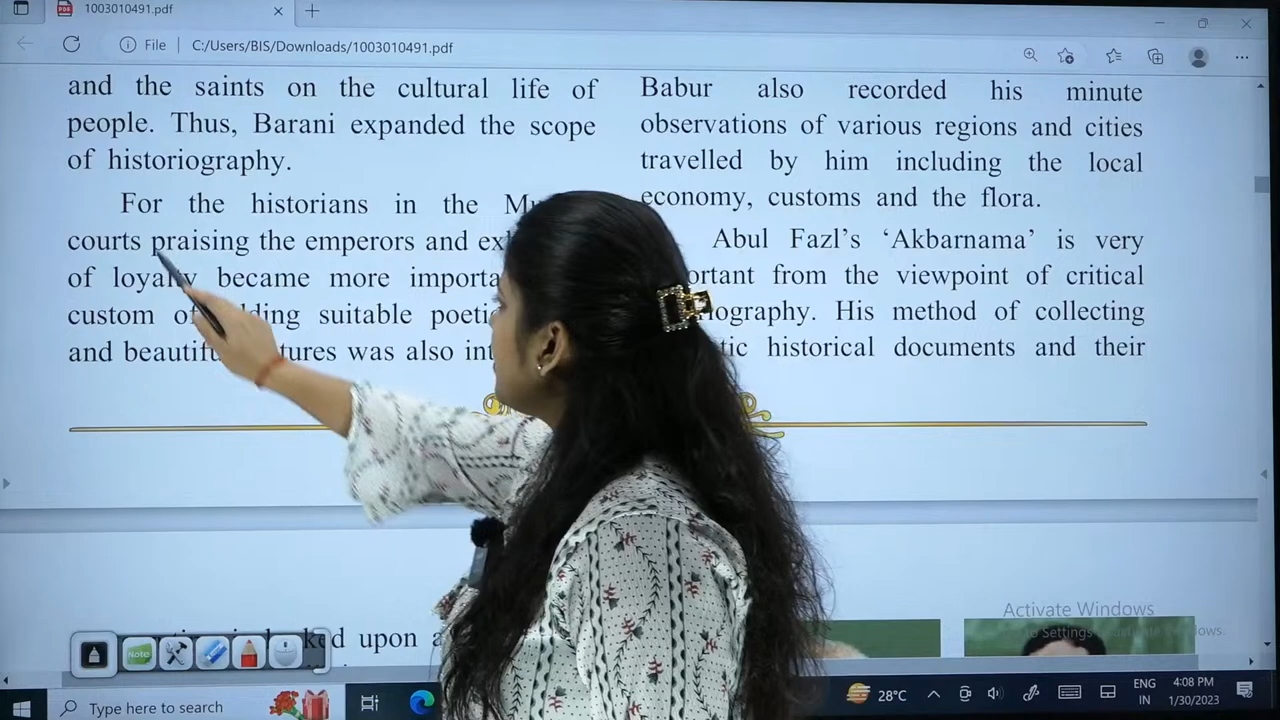 1003010491.pdf
File C:/Users/BIS/Downloads/1003010491.pdf
and the saints on the cultural life of
people. Thus, Barani expanded the scope
of historiography.
For the historians in the
courts praising the emperors and
of loyalty became more
custom of suitable
and was also
Babur also recorded his minute
observations of various regions and cities
travelled by him including the local
economy, customs and the flora.
Abul Fazl's 'Akbarnama' is very
from the viewpoint of critical
His method of collecting
historical documents and their
upon
Activate Windows
Note
Type here to search
28°C
ENG
IN
4:08 PM
1/30/2023